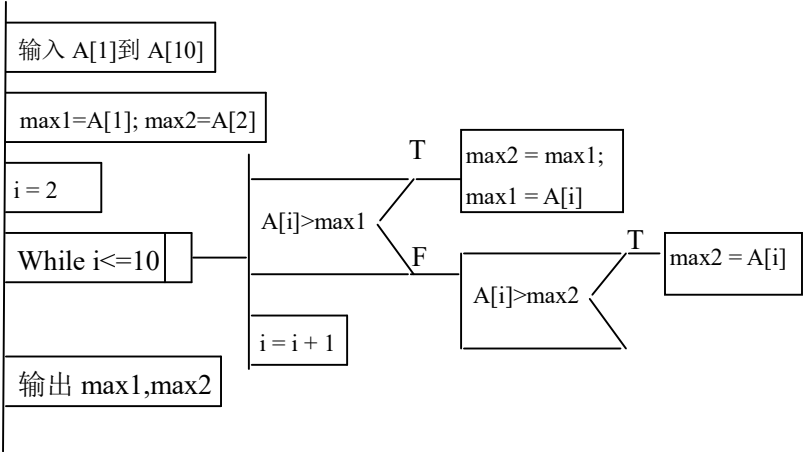 输入 A[1]到 A[10]
max1=A[1]; max2=A[2]
i = 2
While i<=10
A[i]>max1
T
max2 = max1;
max1 = A[i]
F
A[i]>max2
T
max2 = A[i]
i = i + 1
输出 max1,max2